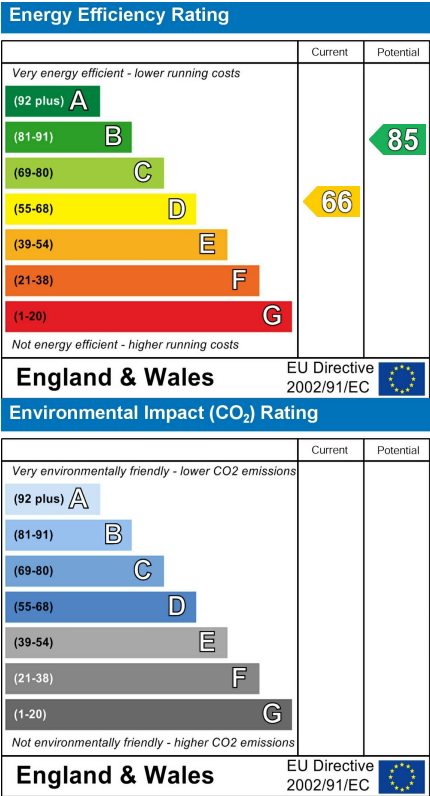 Energy Efficiency Rating
Current Potential
Very energy efficient - lower running costs
(92 plus) A
(81-91) B
85
(69-80) C
(55-68) D
66
(39-54) E
(21-38) F
(1-20) G
Not energy efficient - higher running costs
England & Wales
EU Directive
2002/91/EC
Environmental Impact (CO₂) Rating
Current Potential
Very environmentally friendly - lower CO2 emissions
(92 plus) A
(81-91) B
(69-80) C
(55-68) D
(39-54) E
(21-38) F
(1-20) G
Not environmentally friendly - higher CO2 emissions
England & Wales
EU Directive
2002/91/EC